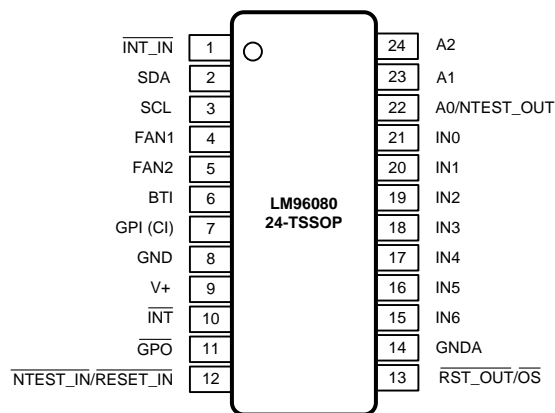 INT_IN 1 24 A2
SDA 2 23 A1
SCL 3 22 A0/NTEST_OUT
FAN1 4 21 IN0
FAN2 5 20 IN1
BTI 6 19 IN2
LM96080
24-TSSOP
GPI (CI) 7 18 IN3
GND 8 17 IN4
V+ 9 16 IN5
INT 10 15 IN6
GPO 11 14 GNDA
NTEST_IN/RESET_IN 12 13 RST_OUT/OS